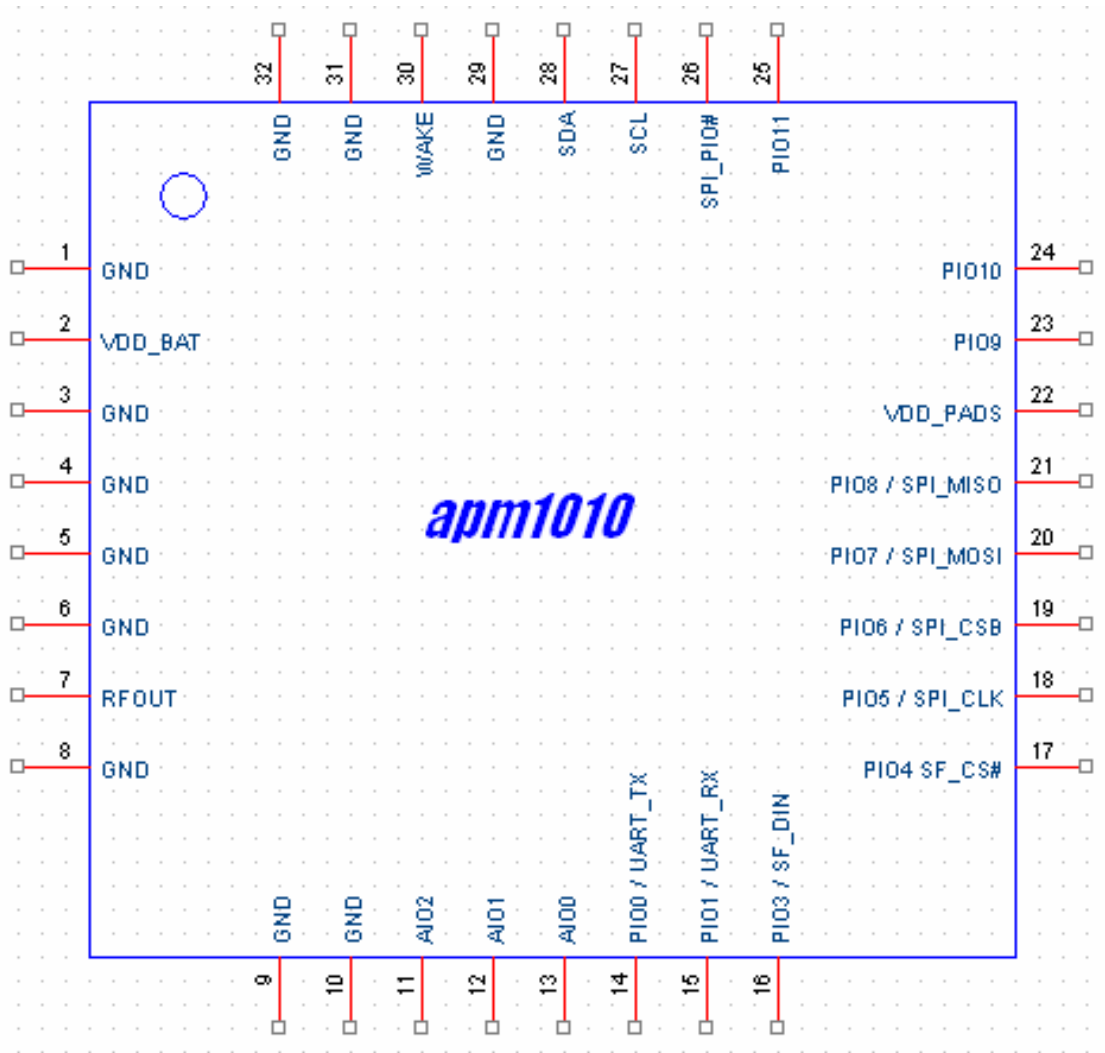 32 31 30 29 28 27 26 25
GND GND WAKE GND SDA SCL SPI_PIO# PIO11
1 GND PIO10 24
2 VDD_BAT PIO9 23
3 GND VDD_PADS 22
4 GND PIO8 / SPI_MISO 21
apm1010
5 GND PIO7 / SPI_MOSI 20
6 GND PIO6 / SPI_CSB 19
7 RFOUT PIO5 / SPI_CLK 18
8 GND PIO4 SF_CS# 17
GND GND AIO2 AIO1 AIO0 PIO0 / UART_TX PIO1 / UART_RX PIO3 / SF_DIN
9 10 11 12 13 14 15 16